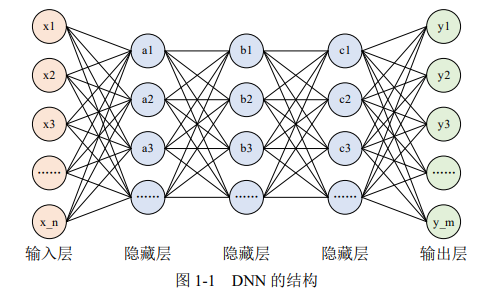 x1
x2
x3
……
x_n
a1
a2
a3
……
b1
b2
b3
……
c1
c2
c3
……
y1
y2
y3
……
y_m
输入层 隐藏层 隐藏层 隐藏层 输出层
图 1-1 DNN 的结构